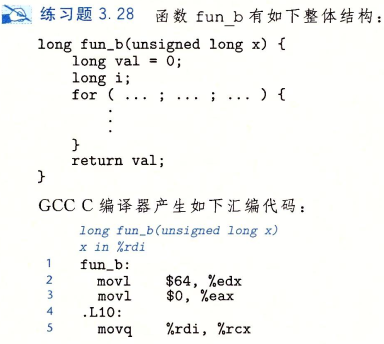 练习题 3.28 函数 fun_b 有如下整体结构：
long fun_b(unsigned long x) {
    long val = 0;
    long i;
    for ( ... ; ... ; ... ) {
        .
        .
        .
    }
    return val;
}
GCC C 编译器产生如下汇编代码：
long fun_b(unsigned long x)
x in %rdi
1 fun_b:
2 movl $64, %edx
3 movl $0, %eax
4 .L10:
5 movq %rdi, %rcx